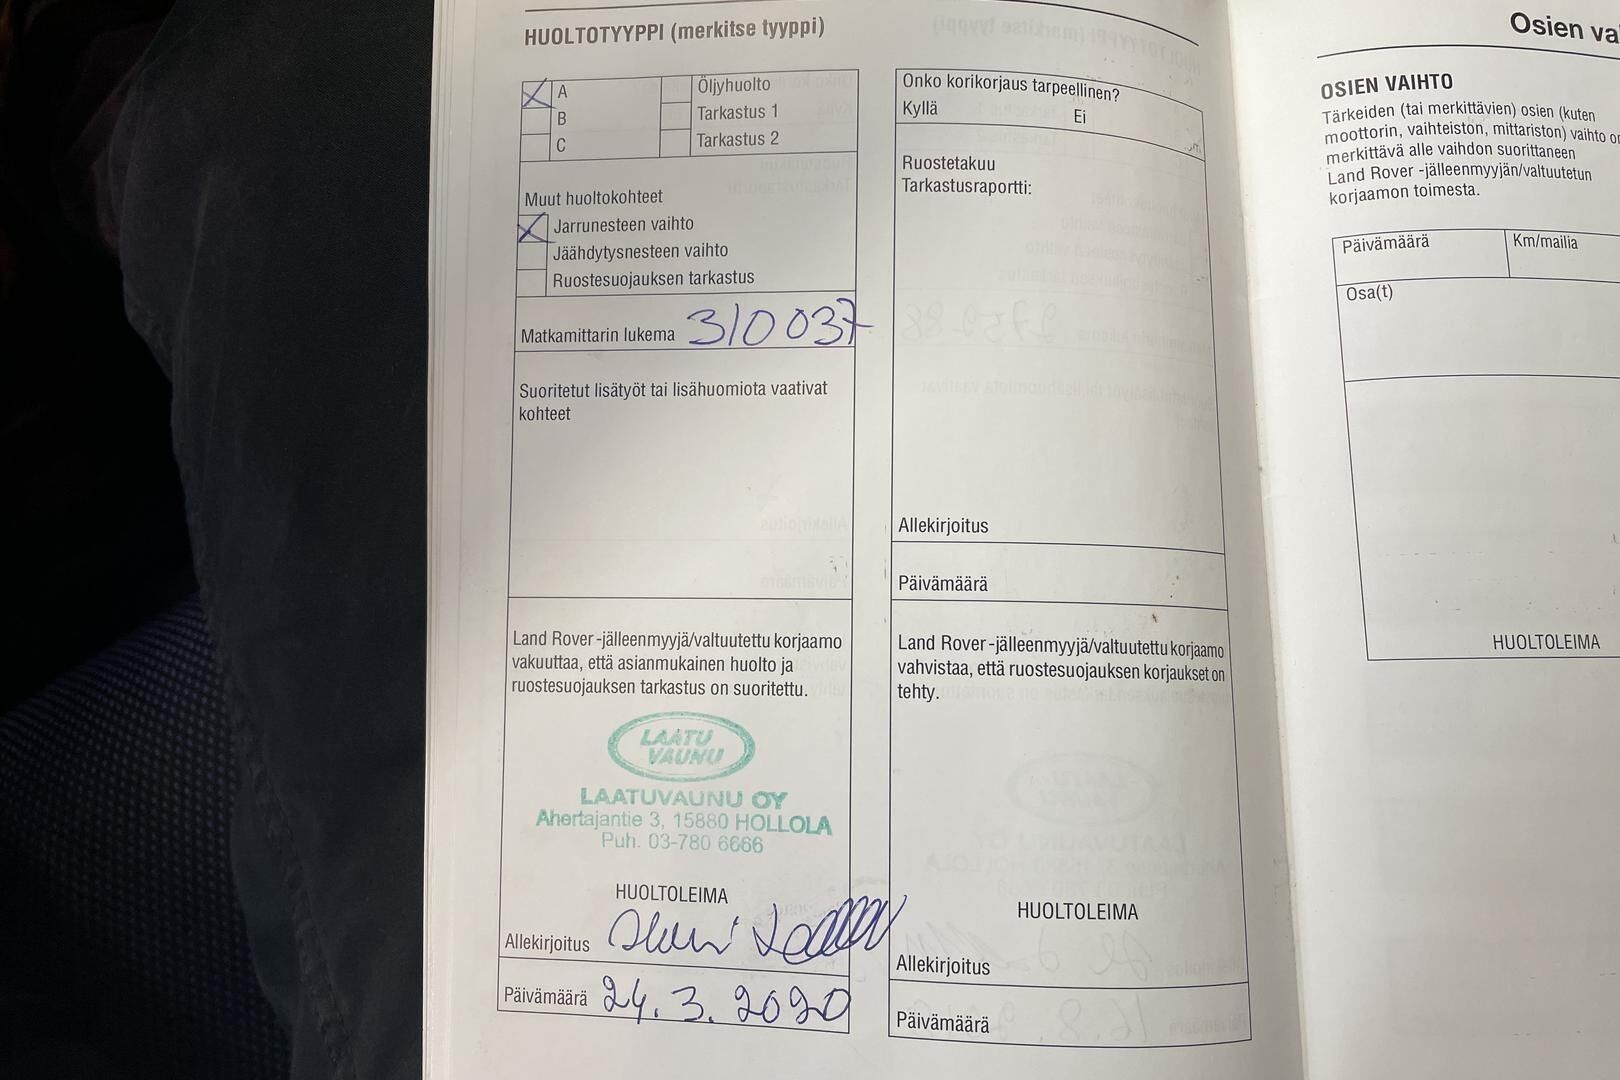 HUOLTOTYYPPI (merkitse tyyppi)
X A
B
C
Öljyhuolto
Tarkastus 1
Tarkastus 2
Muut huoltokohteet
X Jarrunesteen vaihto
Jäähdytysnesteen vaihto
Ruostesuojauksen tarkastus
Matkamittarin lukema 310 037
Suoritetut lisätyöt tai lisähuomiota vaativat
kohteet
Land Rover -jälleenmyyjä/valtuutettu korjaamo
vakuuttaa, että asianmukainen huolto ja
ruostesuojauksen tarkastus on suoritettu.
LAATU
VAUNU
LAATUVAUNU OY
Ahertajantie 3, 15880 HOLLOLA
Puh. 03-780 6666
HUOLTOLEIMA
Allekirjoitus
Päivämäärä 24.3.2020
Onko korikorjaus tarpeellinen?
Kyllä Ei
Ruostetakuu
Tarkastusraportti:
Allekirjoitus
Päivämäärä
Land Rover -jälleenmyyjä/valtuutettu korjaamo
vahvistaa, että ruostesuojauksen korjaukset on
tehty.
HUOLTOLEIMA
Allekirjoitus
Päivämäärä
Osien va
OSIEN VAIHTO
Tärkeiden (tai merkittävien) osien (kuten
moottorin, vaihteiston, mittariston) vaihto on
merkittävä alle vaihdon suorittaneen
Land Rover -jälleenmyyjän/valtuutetun
korjaamon toimesta.
Päivämäärä Km/mailia
Osa(t)
HUOLTOLEIMA